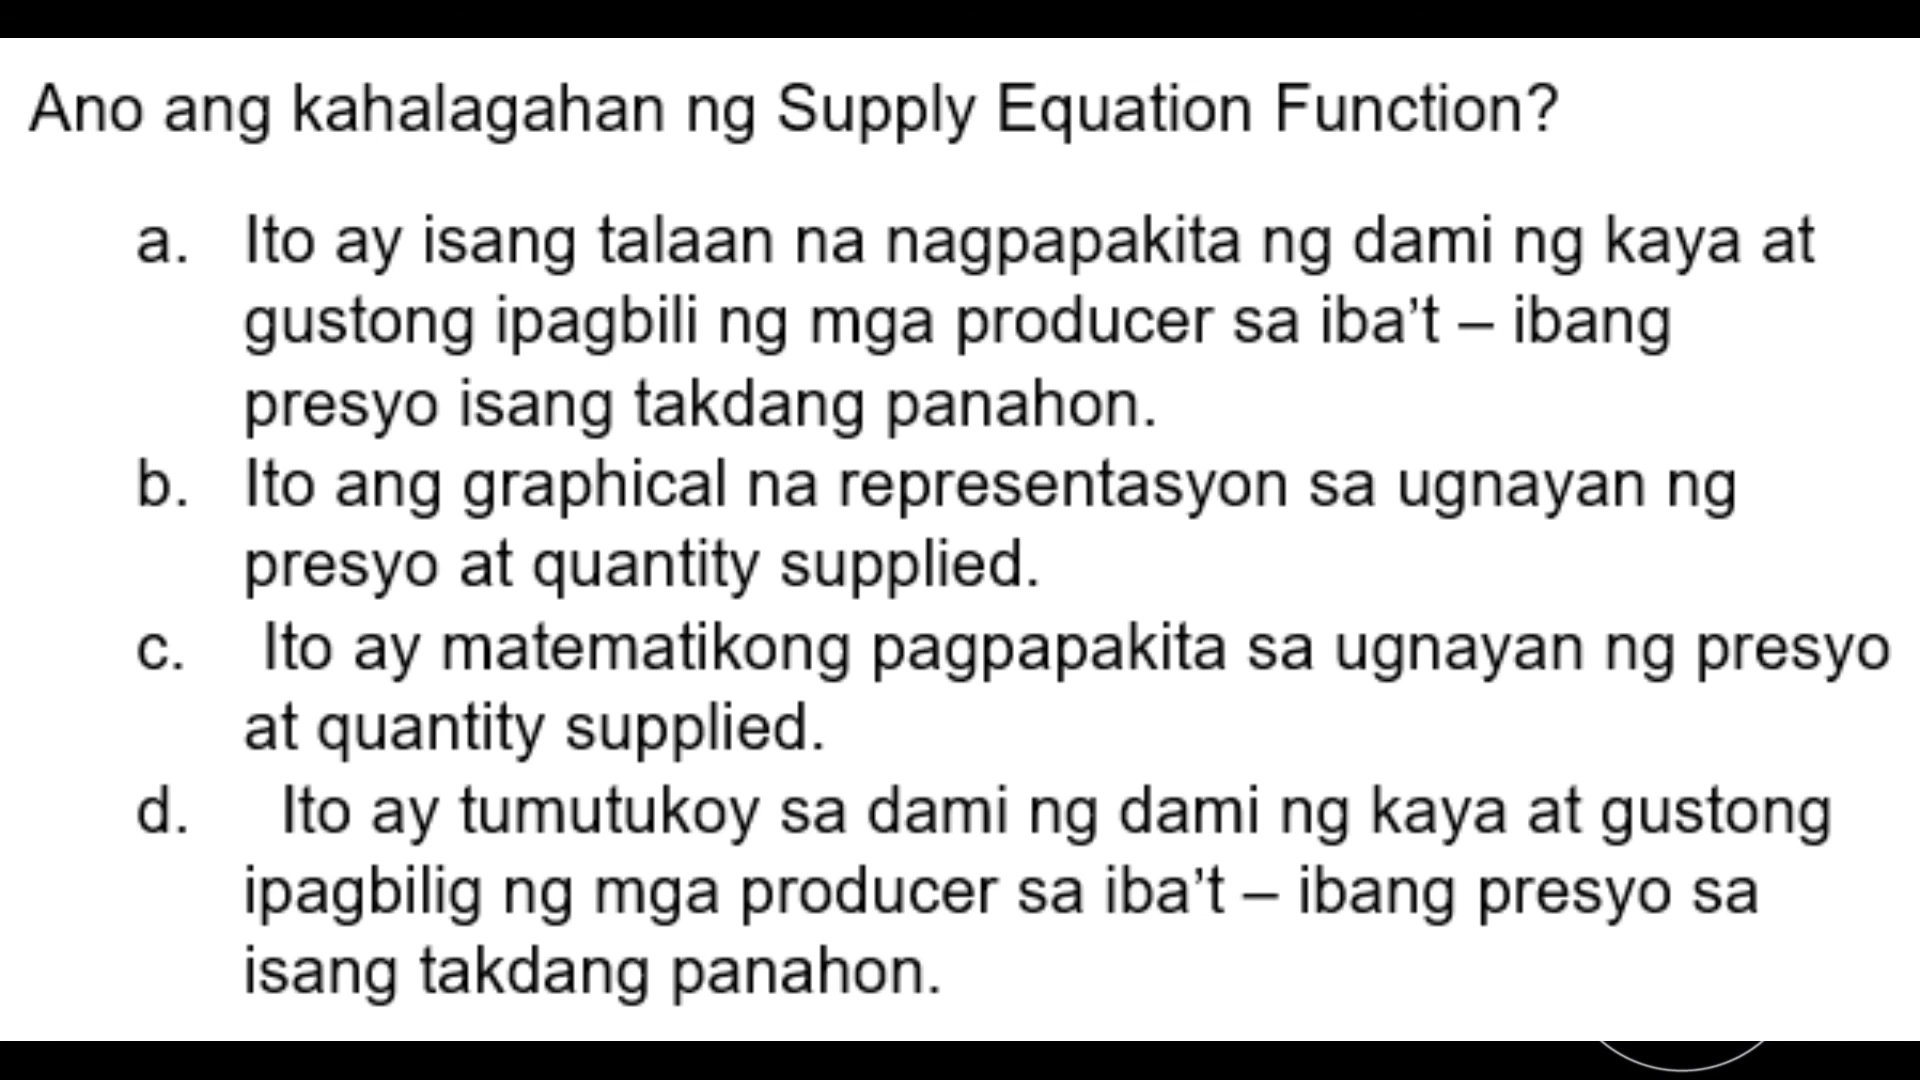 Ano ang kahalagahan ng Supply Equation Function?
a. Ito ay isang talaan na nagpapakita ng dami ng kaya at
gustong ipagbili ng mga producer sa iba’t – ibang
presyo isang takdang panahon.
b. Ito ang graphical na representasyon sa ugnayan ng
presyo at quantity supplied.
c. Ito ay matematikong pagpapakita sa ugnayan ng presyo
at quantity supplied.
d. Ito ay tumutukoy sa dami ng dami ng kaya at gustong
ipagbilig ng mga producer sa iba’t – ibang presyo sa
isang takdang panahon.